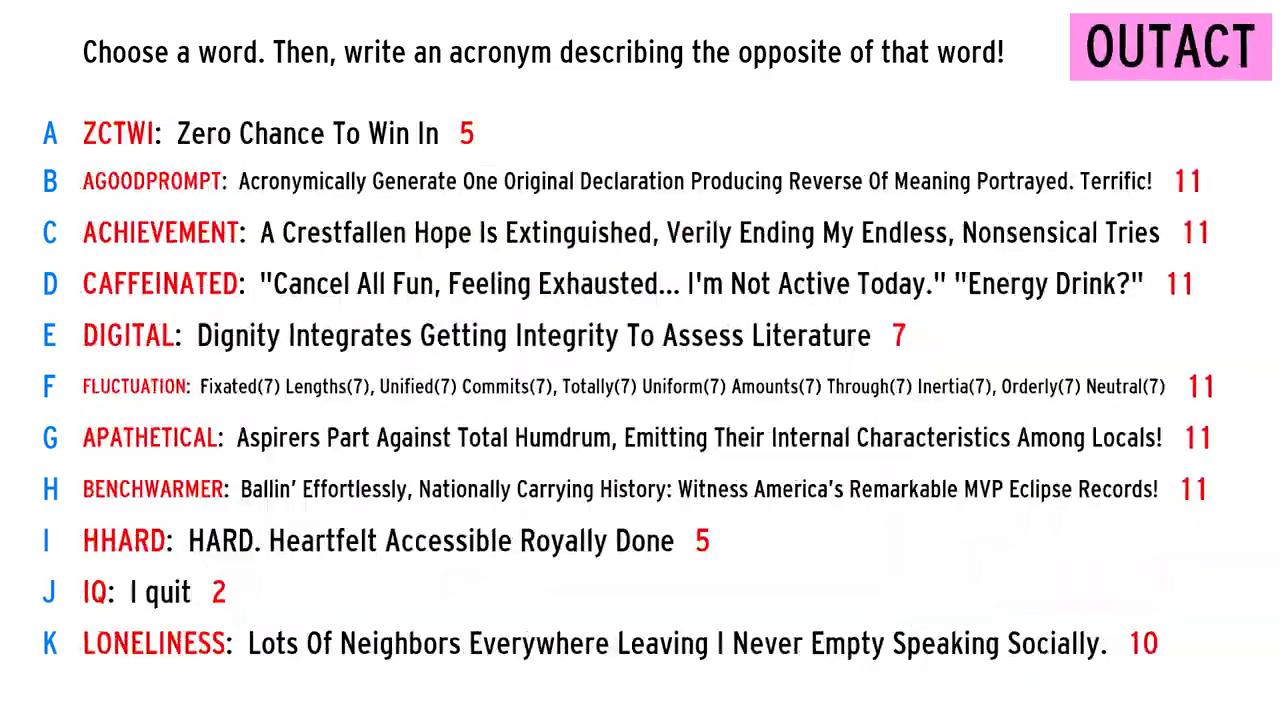 Choose a word. Then, write an acronym describing the opposite of that word!
OUTACT
A ZCTWI: Zero Chance To Win In 5
B AGOODPROMPT: Acronymically Generate One Original Declaration Producing Reverse Of Meaning Portrayed. Terrific! 11
C ACHIEVEMENT: A Crestfallen Hope Is Extinguished, Verily Ending My Endless, Nonsensical Tries 11
D CAFFEINATED: "Cancel All Fun, Feeling Exhausted... I'm Not Active Today." "Energy Drink?" 11
E DIGITAL: Dignity Integrates Getting Integrity To Assess Literature 7
F FLUCTUATION: Fixated(7) Lengths(7), Unified(7) Commits(7), Totally(7) Uniform(7) Amounts(7) Through(7) Inertia(7), Orderly(7) Neutral(7) 11
G APATHETICAL: Aspirers Part Against Total Humdrum, Emitting Their Internal Characteristics Among Locals! 11
H BENCHWARMER: Ballin' Effortlessly, Nationally Carrying History: Witness America's Remarkable MVP Eclipse Records! 11
I HHARD: HARD. Heartfelt Accessible Royally Done 5
J IQ: I quit 2
K LONELINESS: Lots Of Neighbors Everywhere Leaving I Never Empty Speaking Socially. 10